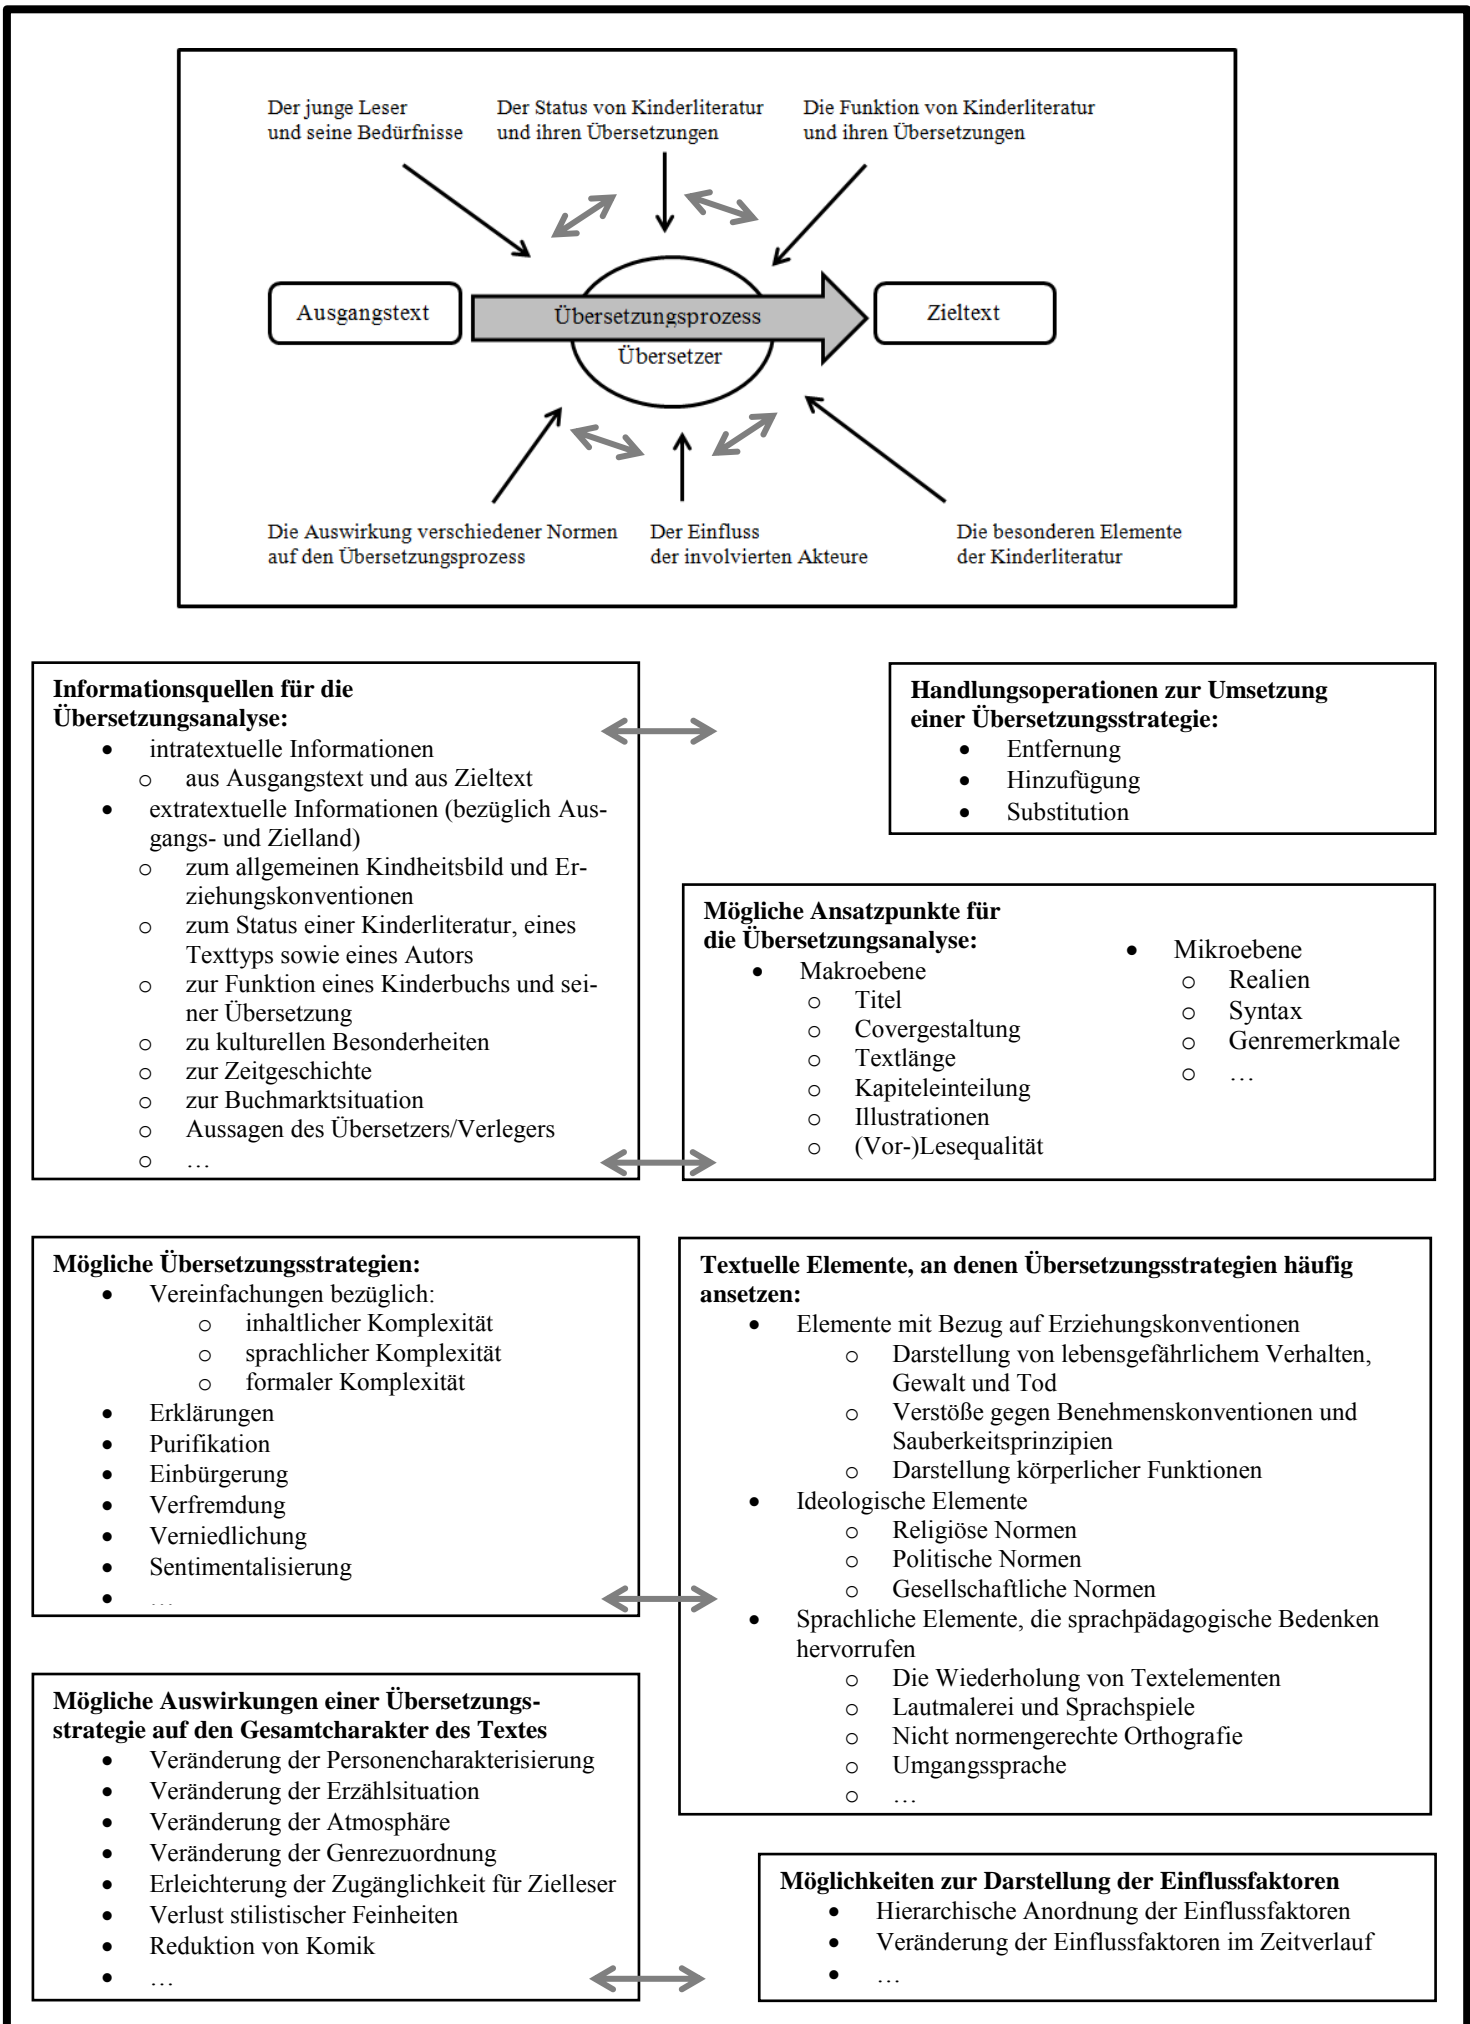 Der junge Leser
und seine Bedürfnisse
Der Status von Kinderliteratur
und ihren Übersetzungen
Die Funktion von Kinderliteratur
und ihren Übersetzungen
Ausgangstext
Übersetzungsprozess
Übersetzer
Zieltext
Die Auswirkung verschiedener Normen
auf den Übersetzungsprozess
Der Einfluss
der involvierten Akteure
Die besonderen Elemente
der Kinderliteratur
Informationsquellen für die
Übersetzungsanalyse:
• intratextuelle Informationen
o aus Ausgangstext und aus Zieltext
• extratextuelle Informationen (bezüglich Aus-
gangs- und Zielland)
o zum allgemeinen Kindheitsbild und Er-
ziehungskonventionen
o zum Status einer Kinderliteratur, eines
Texttyps sowie eines Autors
o zur Funktion eines Kinderbuchs und sei-
ner Übersetzung
o zu kulturellen Besonderheiten
o zur Zeitgeschichte
o zur Buchmarktsituation
o Aussagen des Übersetzers/Verlegers
o …
Handlungsoperationen zur Umsetzung
einer Übersetzungsstrategie:
• Entfernung
• Hinzufügung
• Substitution
Mögliche Ansatzpunkte für
die Übersetzungsanalyse:
• Makroebene
o Titel
o Covergestaltung
o Textlänge
o Kapiteleinteilung
o Illustrationen
o (Vor-)Lesequalität
• Mikroebene
o Realien
o Syntax
o Genremerkmale
o …
Mögliche Übersetzungsstrategien:
• Vereinfachungen bezüglich:
o inhaltlicher Komplexität
o sprachlicher Komplexität
o formaler Komplexität
• Erklärungen
• Purifikation
• Einbürgerung
• Verfremdung
• Verniedlichung
• Sentimentalisierung
• …
Textuelle Elemente, an denen Übersetzungsstrategien häufig
ansetzen:
• Elemente mit Bezug auf Erziehungskonventionen
o Darstellung von lebensgefährlichem Verhalten,
Gewalt und Tod
o Verstöße gegen Benehmenskonventionen und
Sauberkeitsprinzipien
o Darstellung körperlicher Funktionen
• Ideologische Elemente
o Religiöse Normen
o Politische Normen
o Gesellschaftliche Normen
• Sprachliche Elemente, die sprachpädagogische Bedenken
hervorrufen
o Die Wiederholung von Textelementen
o Lautmalerei und Sprachspiele
o Nicht normengerechte Orthografie
o Umgangssprache
o …
Mögliche Auswirkungen einer Übersetzungs-
strategie auf den Gesamtcharakter des Textes
• Veränderung der Personencharakterisierung
• Veränderung der Erzählsituation
• Veränderung der Atmosphäre
• Veränderung der Genrezuordnung
• Erleichterung der Zugänglichkeit für Zielleser
• Verlust stilistischer Feinheiten
• Reduktion von Komik
• …
Möglichkeiten zur Darstellung der Einflussfaktoren
• Hierarchische Anordnung der Einflussfaktoren
• Veränderung der Einflussfaktoren im Zeitverlauf
• …